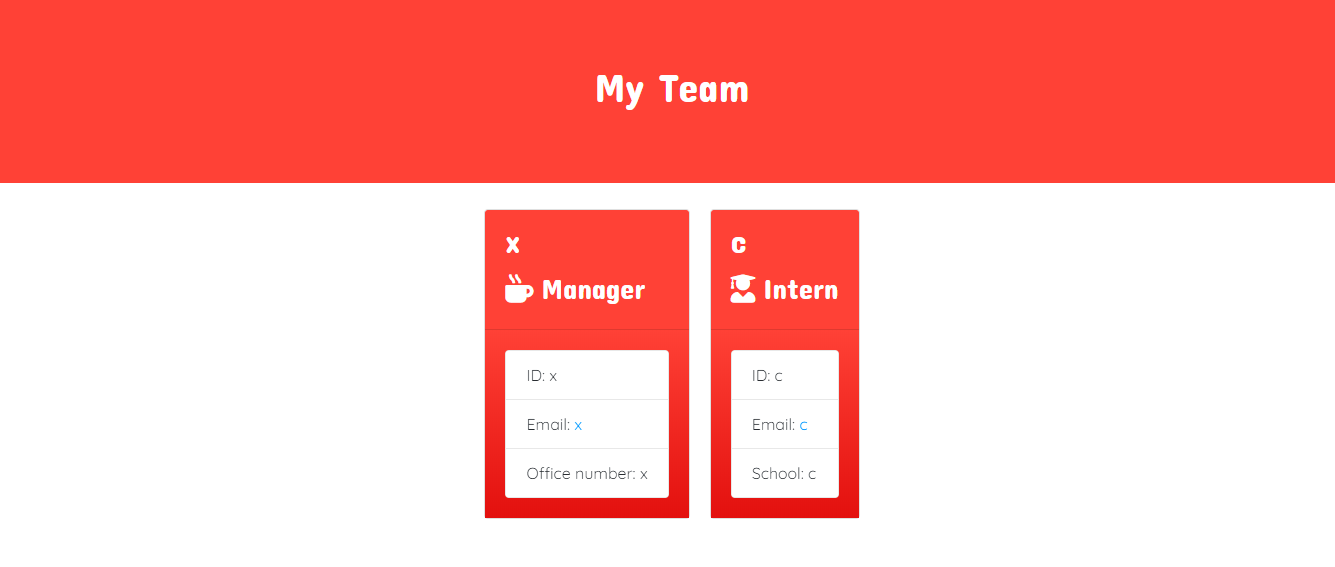 My Team
x
Manager
ID: x
Email: x
Office number: x
c
Intern
ID: c
Email: c
School: c